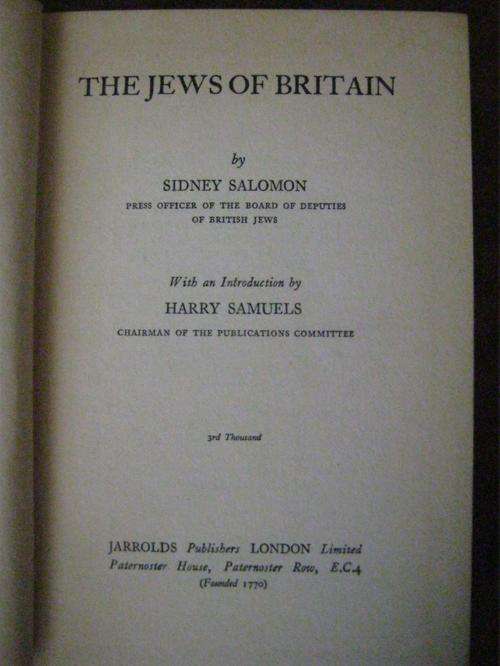 THE JEWS OF BRITAIN
by
SIDNEY SALOMON
PRESS OFFICER OF THE BOARD OF DEPUTIES
OF BRITISH JEWS
With an Introduction by
HARRY SAMUELS
CHAIRMAN OF THE PUBLICATIONS COMMITTEE
3rd Thousand
JARROLDS Publishers LONDON Limited
Paternoster House, Paternoster Row, E.C.4
(Founded 1770)